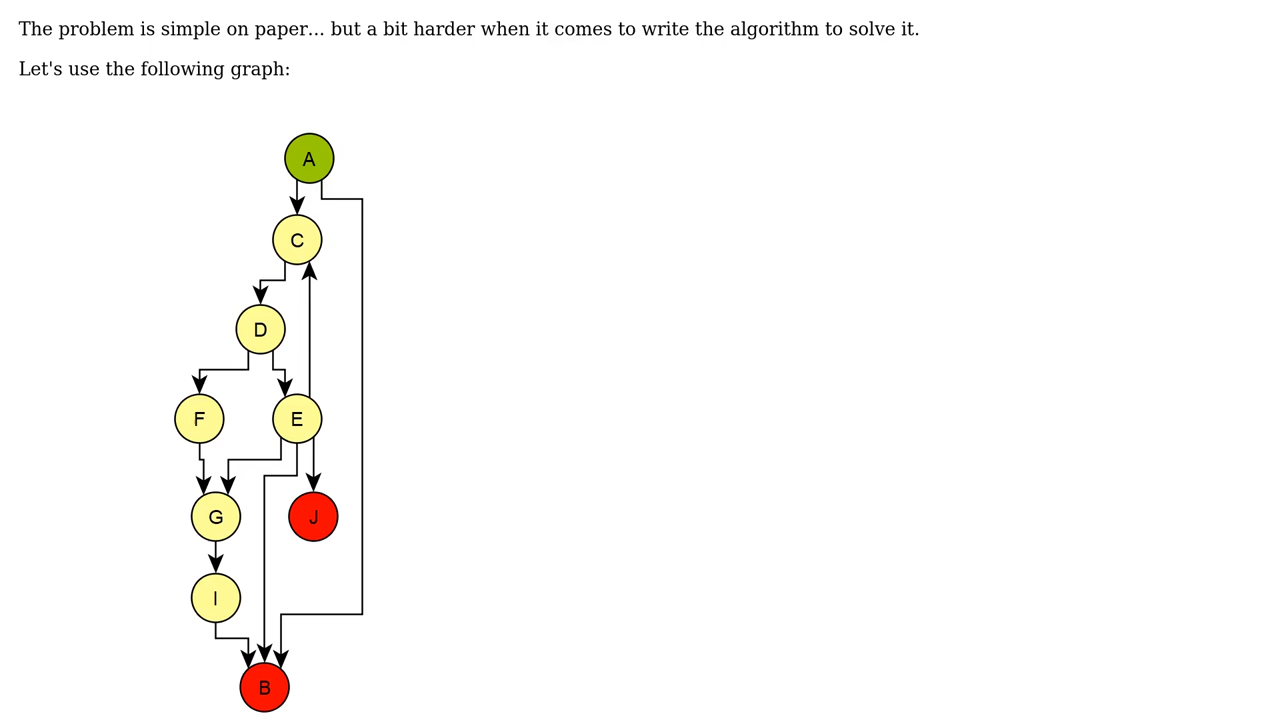 The problem is simple on paper... but a bit harder when it comes to write the algorithm to solve it.
Let's use the following graph:
A
C
D
F E
G J
I
B